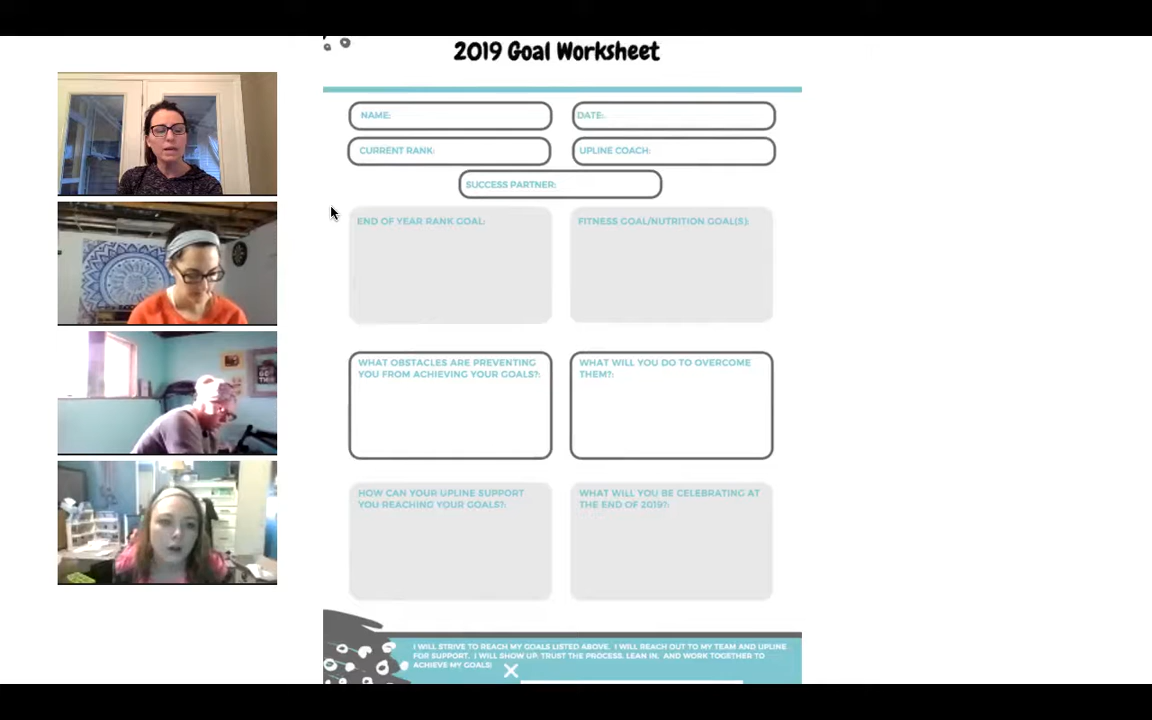 2019 Goal Worksheet
NAME:
DATE:
CURRENT RANK:
UPLINE COACH:
SUCCESS PARTNER:
END OF YEAR RANK GOAL:
FITNESS GOAL/NUTRITION GOAL(S):
WHAT OBSTACLES ARE PREVENTING
YOU FROM ACHIEVING YOUR GOALS?:
WHAT WILL YOU DO TO OVERCOME
THEM?:
HOW CAN YOUR UPLINE SUPPORT
YOU REACHING YOUR GOALS?:
WHAT WILL YOU BE CELEBRATING AT
THE END OF 2019?:
I WILL STRIVE TO REACH MY GOALS LISTED ABOVE. I WILL REACH OUT TO MY TEAM AND UPLINE
FOR SUPPORT. I WILL SHOW UP, TRUST THE PROCESS, LEAN IN, AND WORK TOGETHER TO
ACHIEVE MY GOALS!